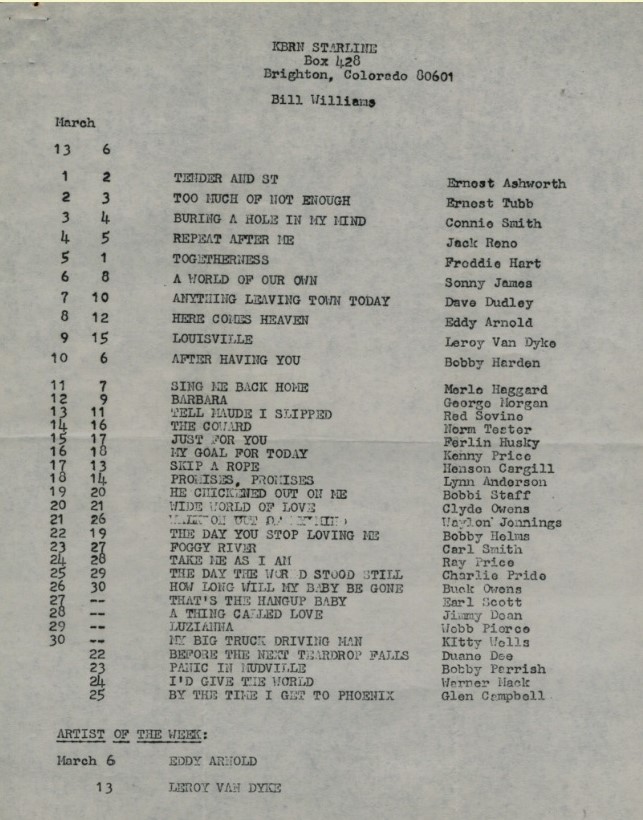 KBRN STARLINE
Box 428
Brighton, Colorado 80601
Bill Williams
March
13 6
1 2 TENDER AND ST Ernest Ashworth
2 3 TOO MUCH OF NOT ENOUGH Ernest Tubb
3 4 BURING A HOLE IN MY MIND Connie Smith
4 5 REPEAT AFTER ME Jack Reno
5 1 TOGETHERNESS Freddie Hart
6 8 A WORLD OF OUR OWN Sonny James
7 10 ANYTHING LEAVING TOWN TODAY Dave Dudley
8 12 HERE COMES HEAVEN Eddy Arnold
9 15 LOUISVILLE Leroy Van Dyke
10 6 AFTER HAVING YOU Bobby Harden
11 7 SING ME BACK HOME Merle Haggard
12 9 BARBARA George Morgan
13 11 TELL MAUDE I SLIPPED Red Sovine
14 16 THE COWARD Norm Tester
15 17 JUST FOR YOU Ferlin Husky
16 18 MY GOAL FOR TODAY Kenny Price
17 13 SKIP A ROPE Henson Cargill
18 14 PROMISES, PROMISES Lynn Anderson
19 20 HE CHICKENED OUT ON ME Bobbi Staff
20 21 WIDE WORLD OF LOVE Clyde Owens
21 26 Waylon Jennings
22 19 THE DAY YOU STOP LOVING ME Bobby Helms
23 27 FOGGY RIVER Carl Smith
24 28 TAKE ME AS I AM Ray Price
25 29 THE DAY THE WOR D STOOD STILL Charlie Pride
26 30 HOW LONG WILL MY BABY BE GONE Buck Owens
27 -- THAT'S THE HANGUP BABY Earl Scott
28 -- A THING CALLED LOVE Jimmy Dean
29 -- LUZIANNA Webb Pierce
30 -- MY BIG TRUCK DRIVING MAN KItty Wells
22 BEFORE THE NEXT TEARDROP FALLS Duane Dee
23 PANIC IN MUDVILLE Bobby Parrish
24 I'D GIVE THE WORLD Warner Mack
25 BY THE TIME I GET TO PHOENIX Glen Campbell
ARTIST OF THE WEEK:
March 6 EDDY ARNOLD
13 LEROY VAN DYKE